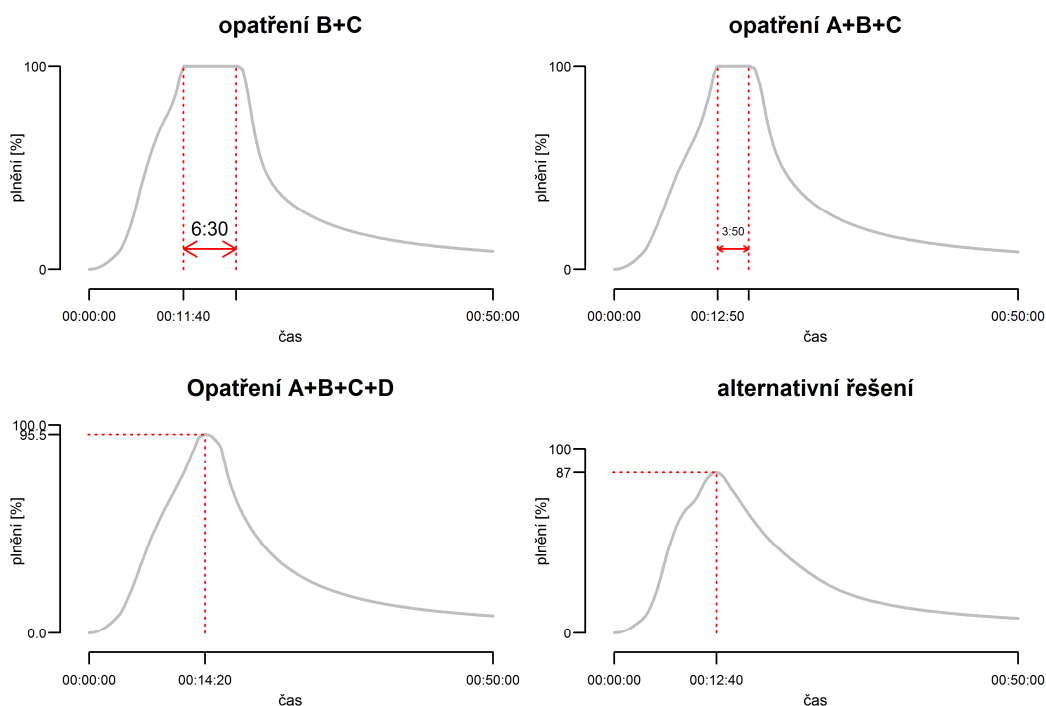 opatření B+C
plnění [%]
100
0
6:30
00:00:00
00:11:40
00:50:00
čas
opatření A+B+C
plnění [%]
100
0
3:50
00:00:00
00:12:50
00:50:00
čas
Opatření A+B+C+D
plnění [%]
100.0
95.5
0.0
00:00:00
00:14:20
00:50:00
čas
alternativní řešení
plnění [%]
100
87
0
00:00:00
00:12:40
00:50:00
čas